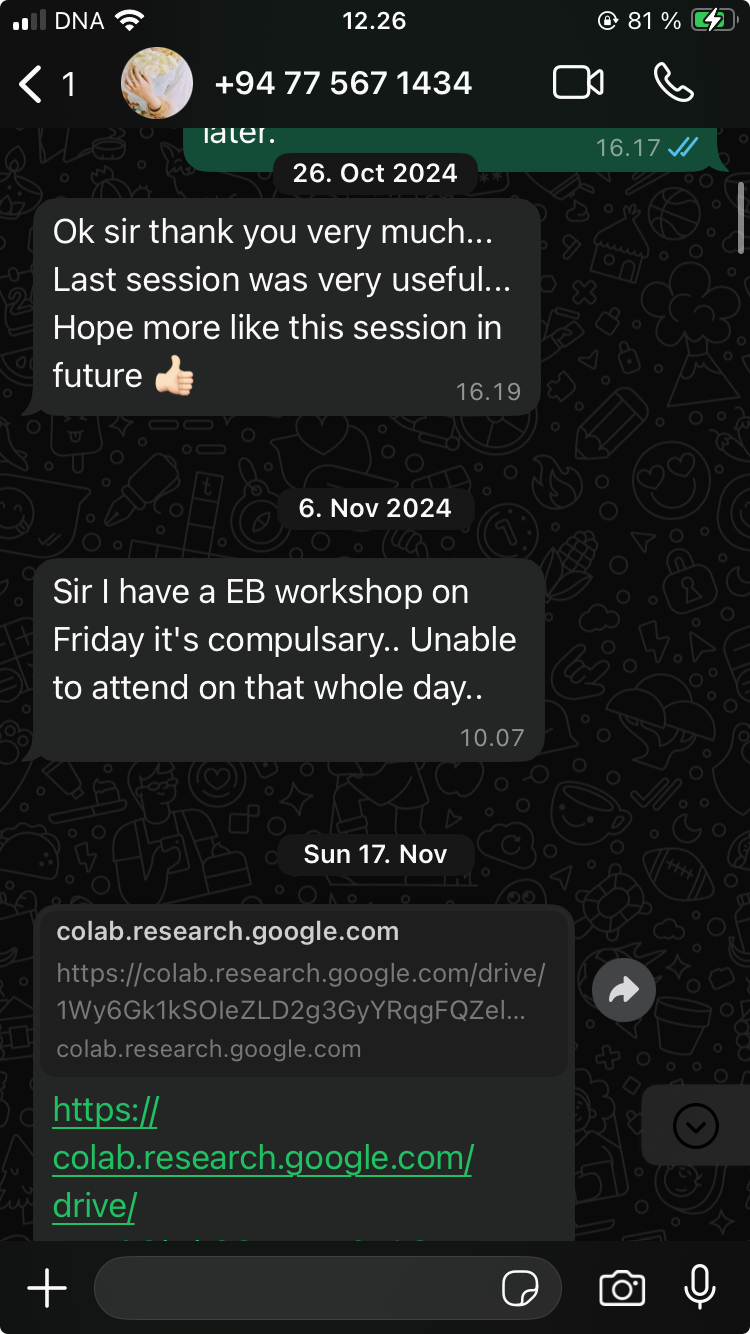 DNA 12.26 81 %
1 +94 77 567 1434
later.
16.17
26. Oct 2024
Ok sir thank you very much...
Last session was very useful...
Hope more like this session in
future 👍🏻
16.19
6. Nov 2024
Sir I have a EB workshop on
Friday it's compulsary.. Unable
to attend on that whole day..
10.07
Sun 17. Nov
colab.research.google.com
https://colab.research.google.com/drive/
1Wy6Gk1kSOIeZLD2g3GyYRqgFQZel...
colab.research.google.com
https://
colab.research.google.com/
drive/